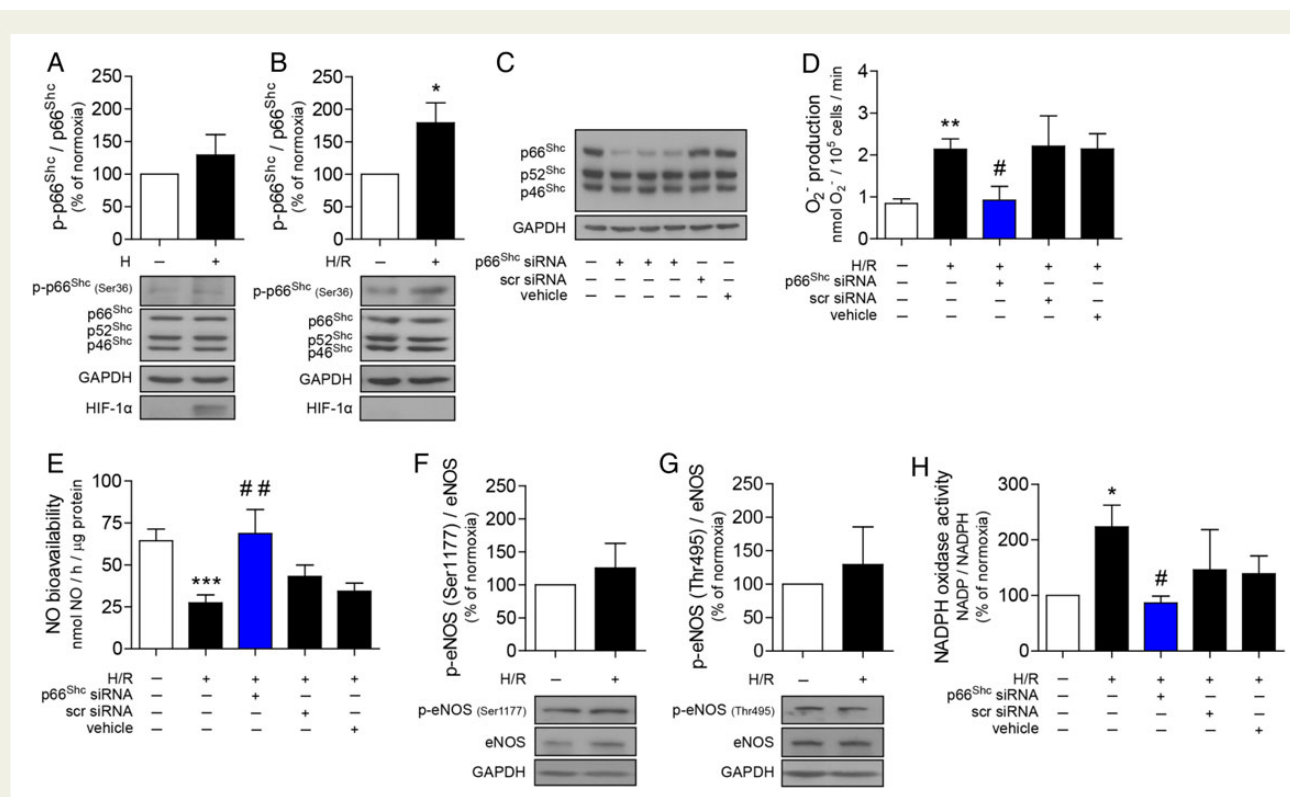 A
p-p66Shc / p66Shc
(% of normoxia)
250
200
150
100
50
0
– +
H
p-p66Shc (Ser36)
p66Shc
p52Shc
p46Shc
GAPDH
HIF-1α
B
p-p66Shc / p66Shc
(% of normoxia)
250
200
150
100
50
0
*
– +
H/R
p-p66Shc (Ser36)
p66Shc
p52Shc
p46Shc
GAPDH
HIF-1α
C
p66Shc
p52Shc
p46Shc
GAPDH
p66Shc siRNA – + + + – –
scr siRNA – – – – + –
vehicle – – – – – +
D
O2- production
nmol O2- / 105 cells / min
4
3
2
1
0
**
#
H/R – + + + +
p66Shc siRNA – – + – –
scr siRNA – – – + –
vehicle – – – – +
E
NO bioavailability
nmol NO / h / µg protein
100
75
50
25
0
***
# #
H/R – + + + +
p66Shc siRNA – – + – –
scr siRNA – – – + –
vehicle – – – – +
F
p-eNOS (Ser1177) / eNOS
(% of normoxia)
250
200
150
100
50
0
H/R – +
p-eNOS (Ser1177)
eNOS
GAPDH
G
p-eNOS (Thr495) / eNOS
(% of normoxia)
250
200
150
100
50
0
H/R – +
p-eNOS (Thr495)
eNOS
GAPDH
H
NADPH oxidase activity
NADP / NADPH
(% of normoxia)
300
200
100
0
*
#
H/R – + + + +
p66Shc siRNA – – + – –
scr siRNA – – – + –
vehicle – – – – +